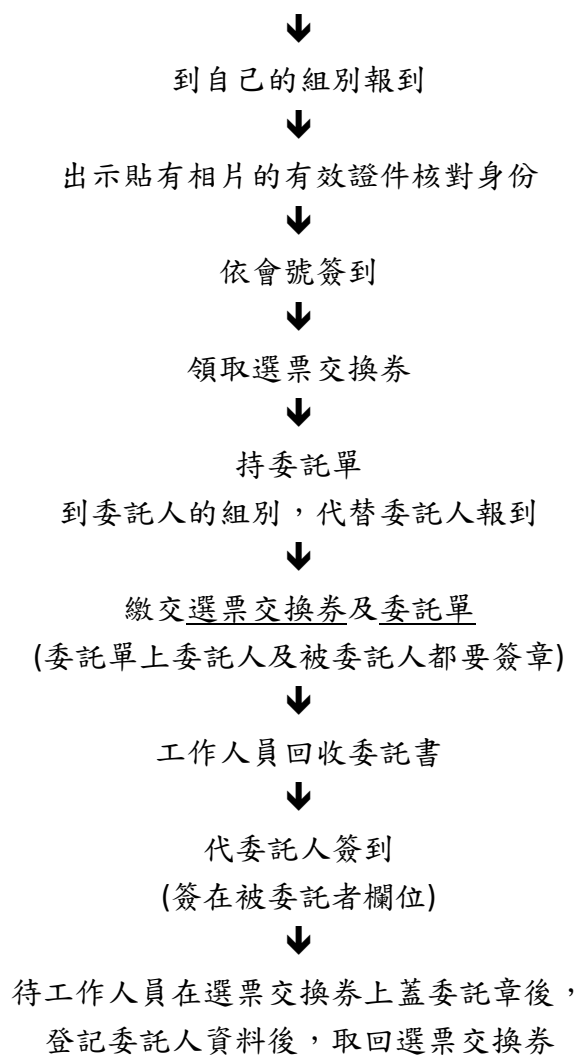 到自己的組別報到
出示貼有相片的有效證件核對身份
依會號簽到
領取選票交換券
持委託單
到委託人的組別，代替委託人報到
繳交選票交換券及委託單
(委託單上委託人及被委託人都要簽章)
工作人員回收委託書
代委託人簽到
(簽在被委託者欄位)
待工作人員在選票交換券上蓋委託章後，
登記委託人資料後，取回選票交換券